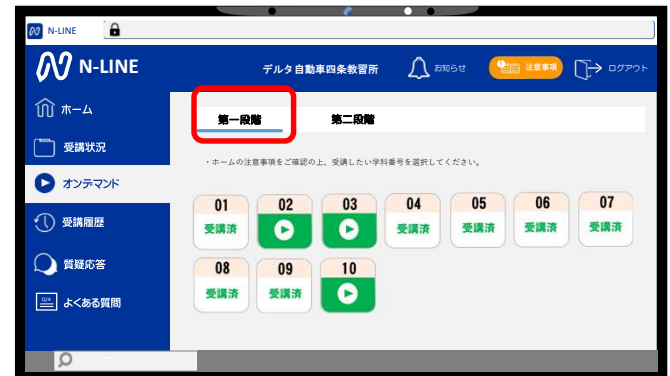 N-LINE
N-LINE
デルタ自動車四条教習所
お知らせ
注意事項
ログアウト
ホーム
受講状況
オンデマンド
受講履歴
質疑応答
Q/A
よくある質問
第一段階 第二段階
・ホームの注意事項をご確認の上、受講したい学科番号を選択してください。
01 02 03 04 05 06 07
受講済 受講済 受講済 受講済 受講済
08 09 10
受講済 受講済